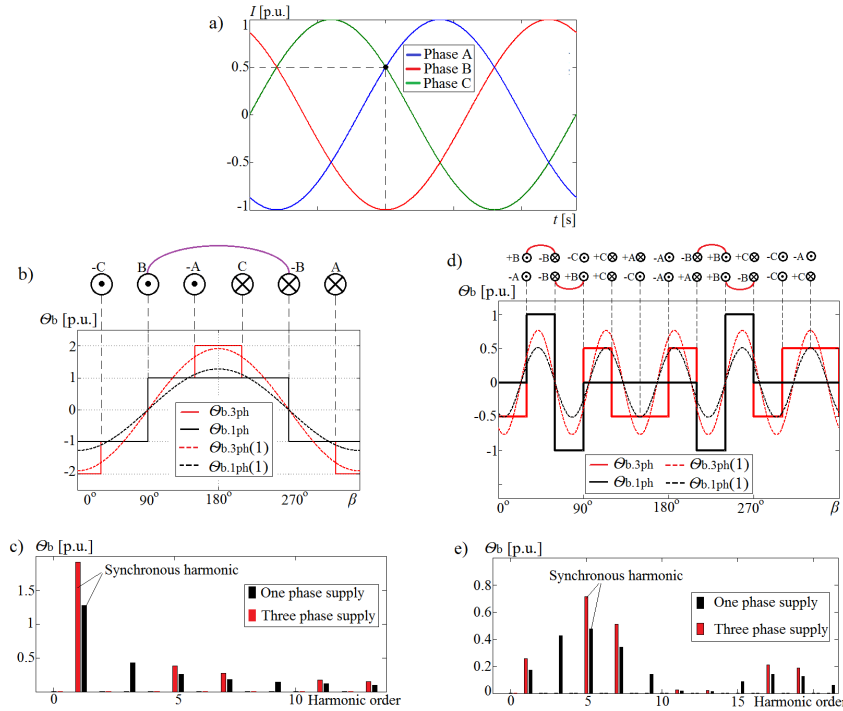 a)
I [p.u.]
1
0.5
0
-0.5
-1
Phase A
Phase B
Phase C
t [s]
b)
-C B -A C -B A
Θb [p.u.]
2
1
0
-1
-2
Θb.3ph
Θb.1ph
Θb.3ph(1)
Θb.1ph(1)
0° 90° 180° 270° β
c)
Θb [p.u.]
1.5
1
0.5
Synchronous harmonic
One phase supply
Three phase supply
0 5 10 Harmonic order
d)
+B -B -C +C +A -A -B +B -C -A
-A -B +B +C -C -A +A +B -B -C +C
Θb [p.u.]
1
0.5
0
-0.5
-1
Θb.3ph Θb.3ph(1)
Θb.1ph Θb.1ph(1)
0° 90° 180° 270° β
e)
Θb [p.u.]
0.8
0.6
0.4
0.2
0
Synchronous harmonic
One phase supply
Three phase supply
0 5 10 Harmonic order